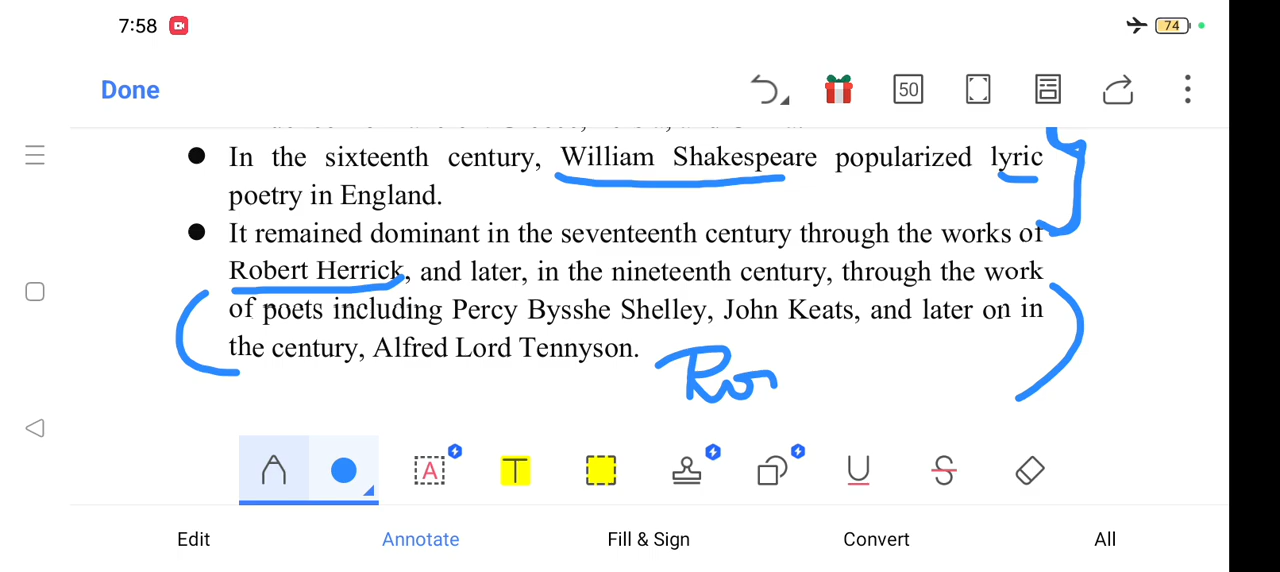 7:58
74
Done
50
● In the sixteenth century, William Shakespeare popularized lyric
poetry in England.
● It remained dominant in the seventeenth century through the works of
Robert Herrick, and later, in the nineteenth century, through the work
of poets including Percy Bysshe Shelley, John Keats, and later on in
the century, Alfred Lord Tennyson.
A T U S
Edit Annotate Fill & Sign Convert All